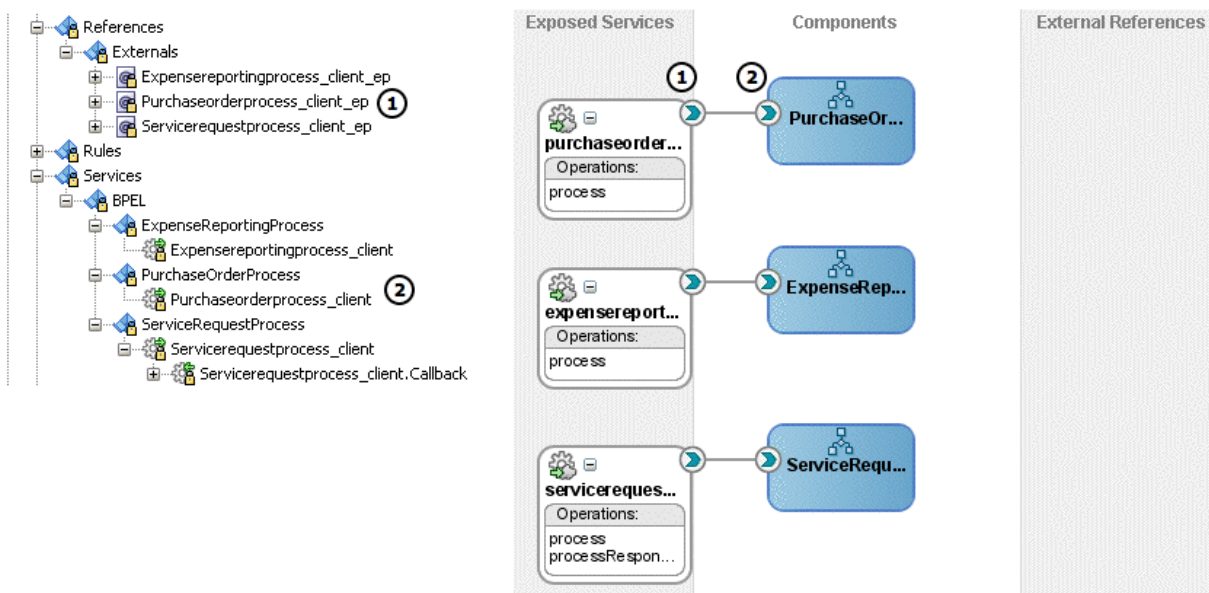 References
Externals
Expensereportingprocess_client_ep
Purchaseorderprocess_client_ep 1
Servicerequestprocess_client_ep
Rules
Services
BPEL
ExpenseReportingProcess
Expensereportingprocess_client
PurchaseOrderProcess
Purchaseorderprocess_client 2
ServiceRequestProcess
Servicerequestprocess_client
Servicerequestprocess_client.Callback
Exposed Services
Components
External References
1
2
purchaseorder...
Operations:
process
PurchaseOr...
expensereport...
Operations:
process
ExpenseRep...
servicereques...
Operations:
process
processRespon...
ServiceRequ...